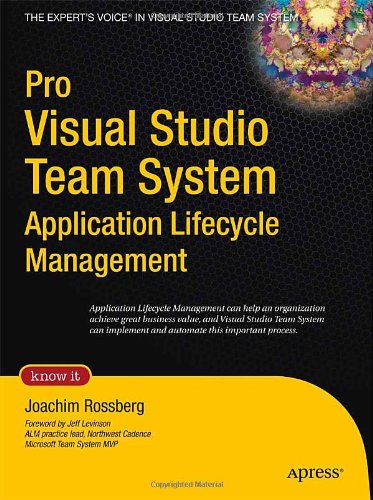 THE EXPERT'S VOICE® IN VISUAL STUDIO TEAM SYSTEM
Pro
Visual Studio
Team System
Application Lifecycle
Management
Application Lifecycle Management can help an organization
achieve great business value, and Visual Studio Team System
can implement and automate this important process.
know it
Joachim Rossberg
Foreword by Jeff Levinson
ALM practice lead, Northwest Cadence
Microsoft Team System MVP
Copyrighted Material
Apress®